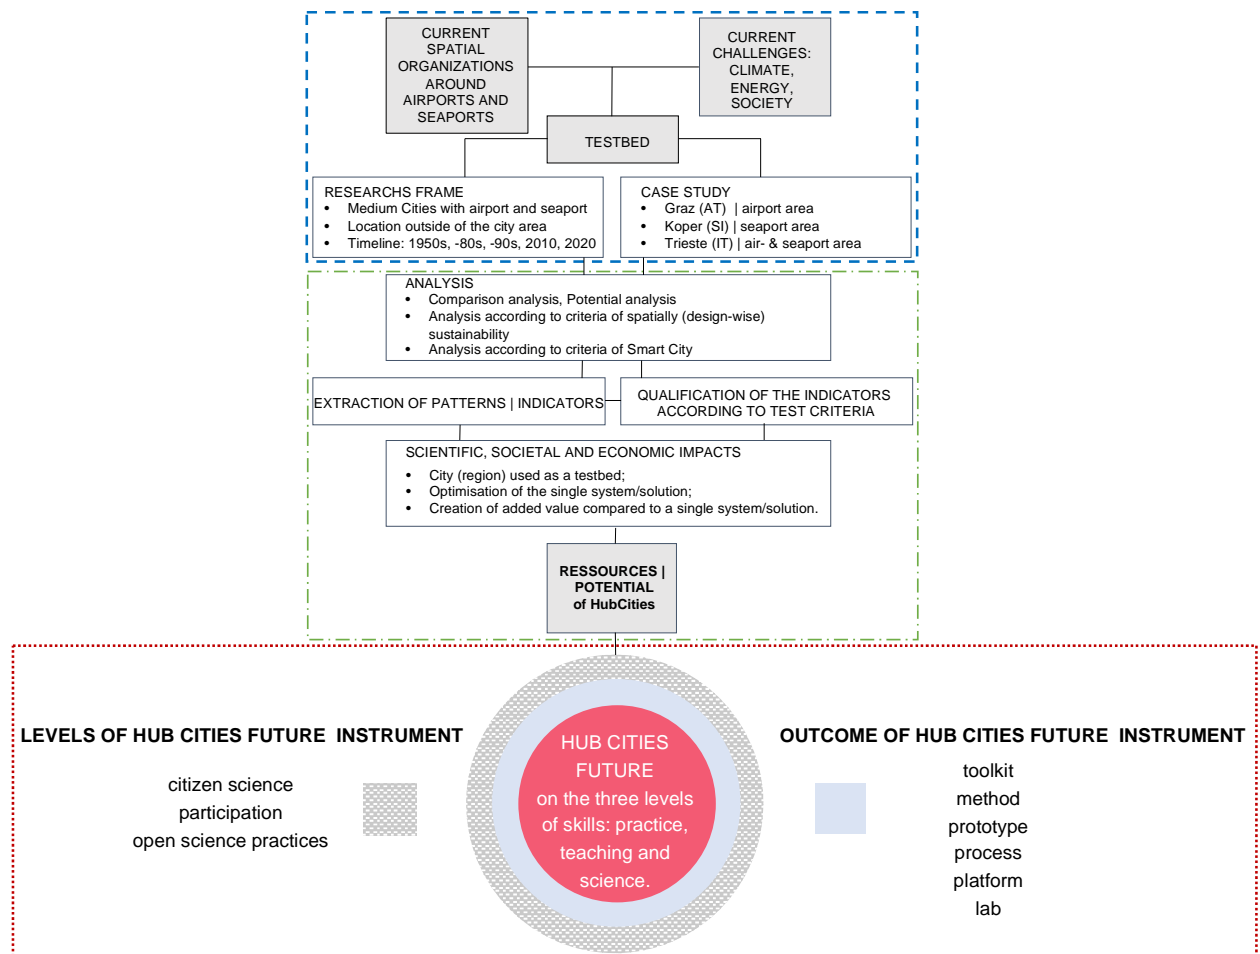 CURRENT
SPATIAL
ORGANIZATIONS
AROUND
AIRPORTS AND
SEAPORTS
CURRENT
CHALLENGES:
CLIMATE,
ENERGY,
SOCIETY
TESTBED
RESEARCHS FRAME
• Medium Cities with airport and seaport
• Location outside of the city area
• Timeline: 1950s, -80s, -90s, 2010, 2020
CASE STUDY
• Graz (AT) | airport area
• Koper (SI) | seaport area
• Trieste (IT) | air- & seaport area
ANALYSIS
• Comparison analysis, Potential analysis
• Analysis according to criteria of spatially (design-wise)
sustainability
• Analysis according to criteria of Smart City
EXTRACTION OF PATTERNS | INDICATORS
QUALIFICATION OF THE INDICATORS
ACCORDING TO TEST CRITERIA
SCIENTIFIC, SOCIETAL AND ECONOMIC IMPACTS
• City (region) used as a testbed;
• Optimisation of the single system/solution;
• Creation of added value compared to a single system/solution.
RESSOURCES |
POTENTIAL
of HubCities
LEVELS OF HUB CITIES FUTURE INSTRUMENT
citizen science
participation
open science practices
HUB CITIES
FUTURE
on the three levels
of skills: practice,
teaching and
science.
OUTCOME OF HUB CITIES FUTURE INSTRUMENT
toolkit
method
prototype
process
platform
lab